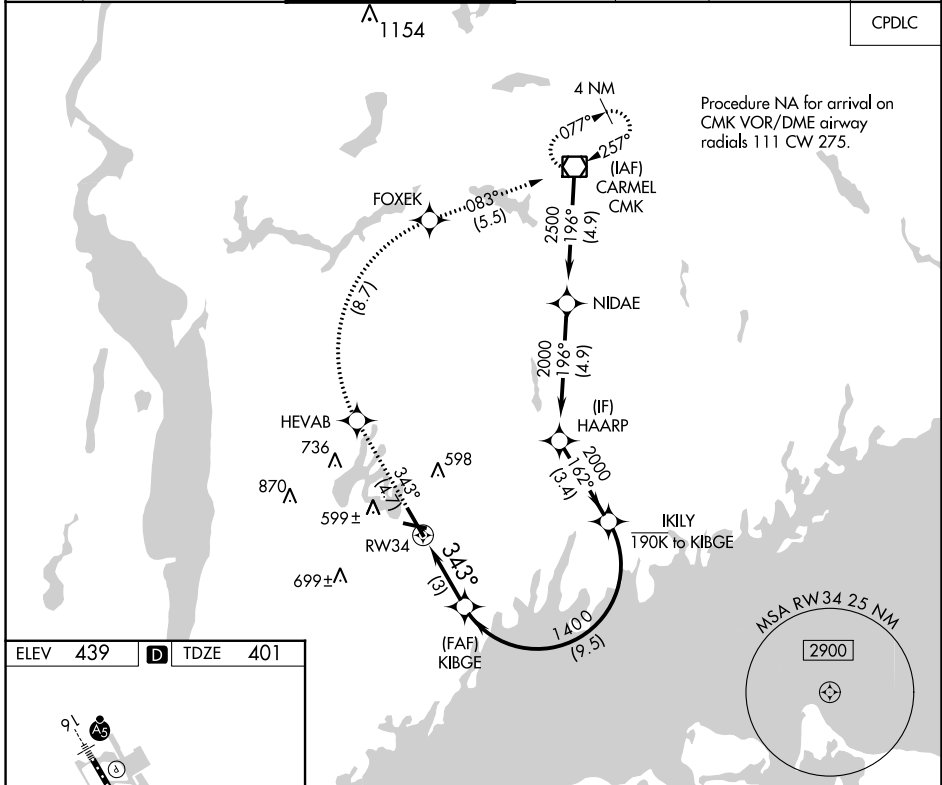 1154
CPDLC
4 NM
Procedure NA for arrival on
CMK VOR/DME airway
radials 111 CW 275.
077°
257°
(IAF)
CARMEL
CMK
FOXEK
083°
(5.5)
2500
196°
(4.9)
(8.7)
NIDAE
2000
196°
(4.9)
(IF)
HAARP
HEVAB
736
598
2000
162°
(3.4)
870
343°
(4.7)
599±
IKILY
190K to KIBGE
RW34
343°
(3)
699±
1400
(9.5)
(FAF)
KIBGE
MSA RW34 25 NM
2900
ELEV 439 D TDZE 401
16
A5